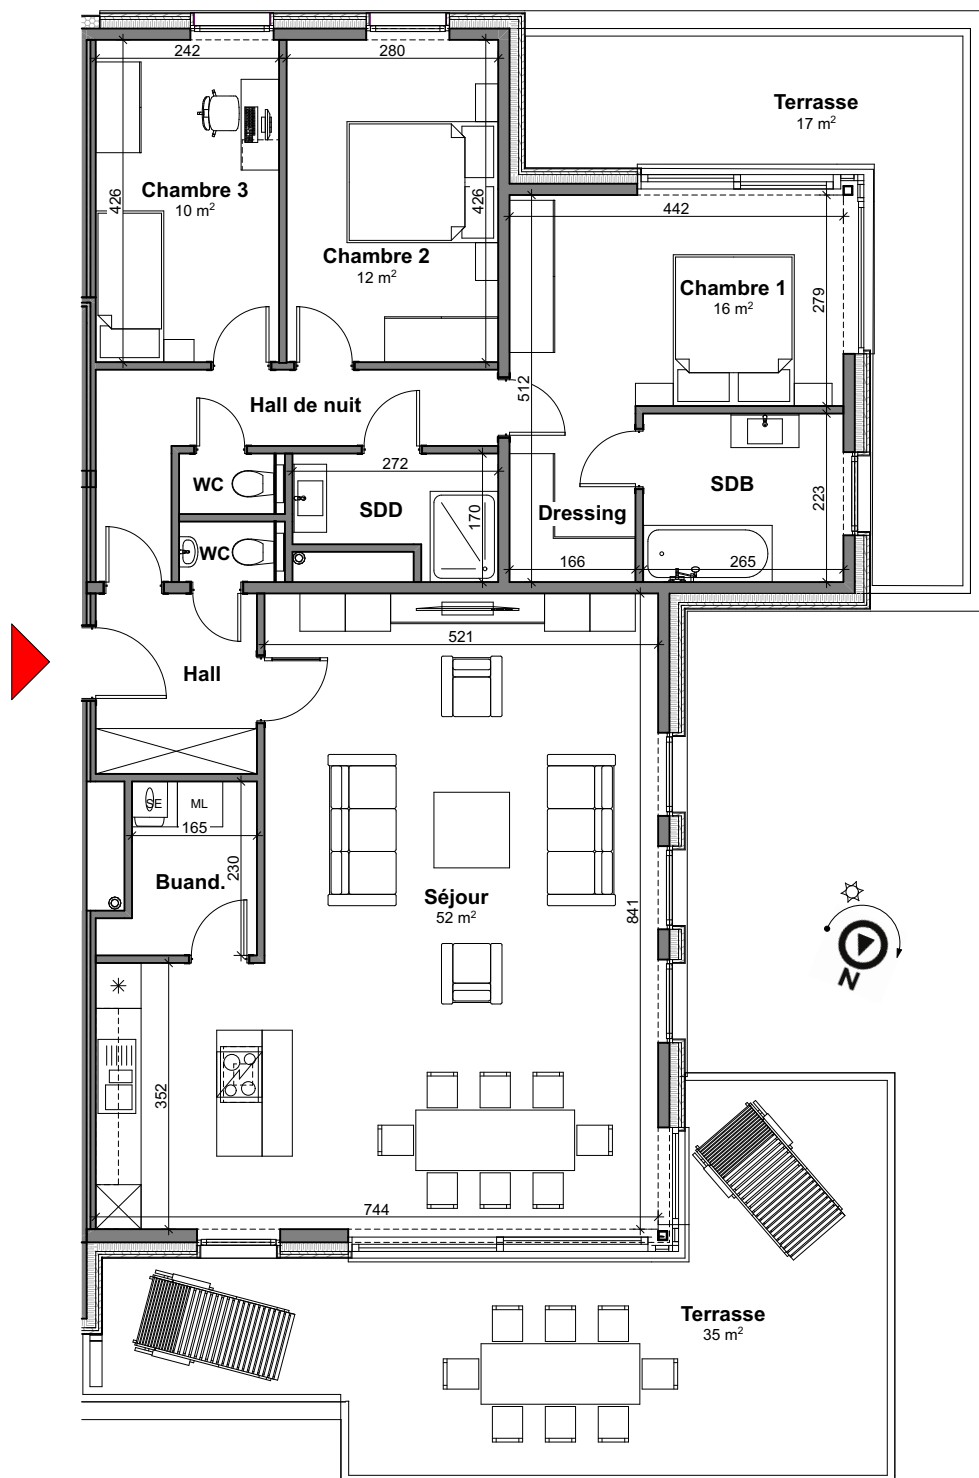 242
280
Terrasse
17 m²
426
426
Chambre 3
10 m²
442
Chambre 2
12 m²
Chambre 1
16 m²
279
512
Hall de nuit
272
WC
SDD
SDB
223
170
Dressing
WC
166
265
521
Hall
SE
ML
165
230
Buand.
Séjour
52 m²
841
N
352
744
Terrasse
35 m²